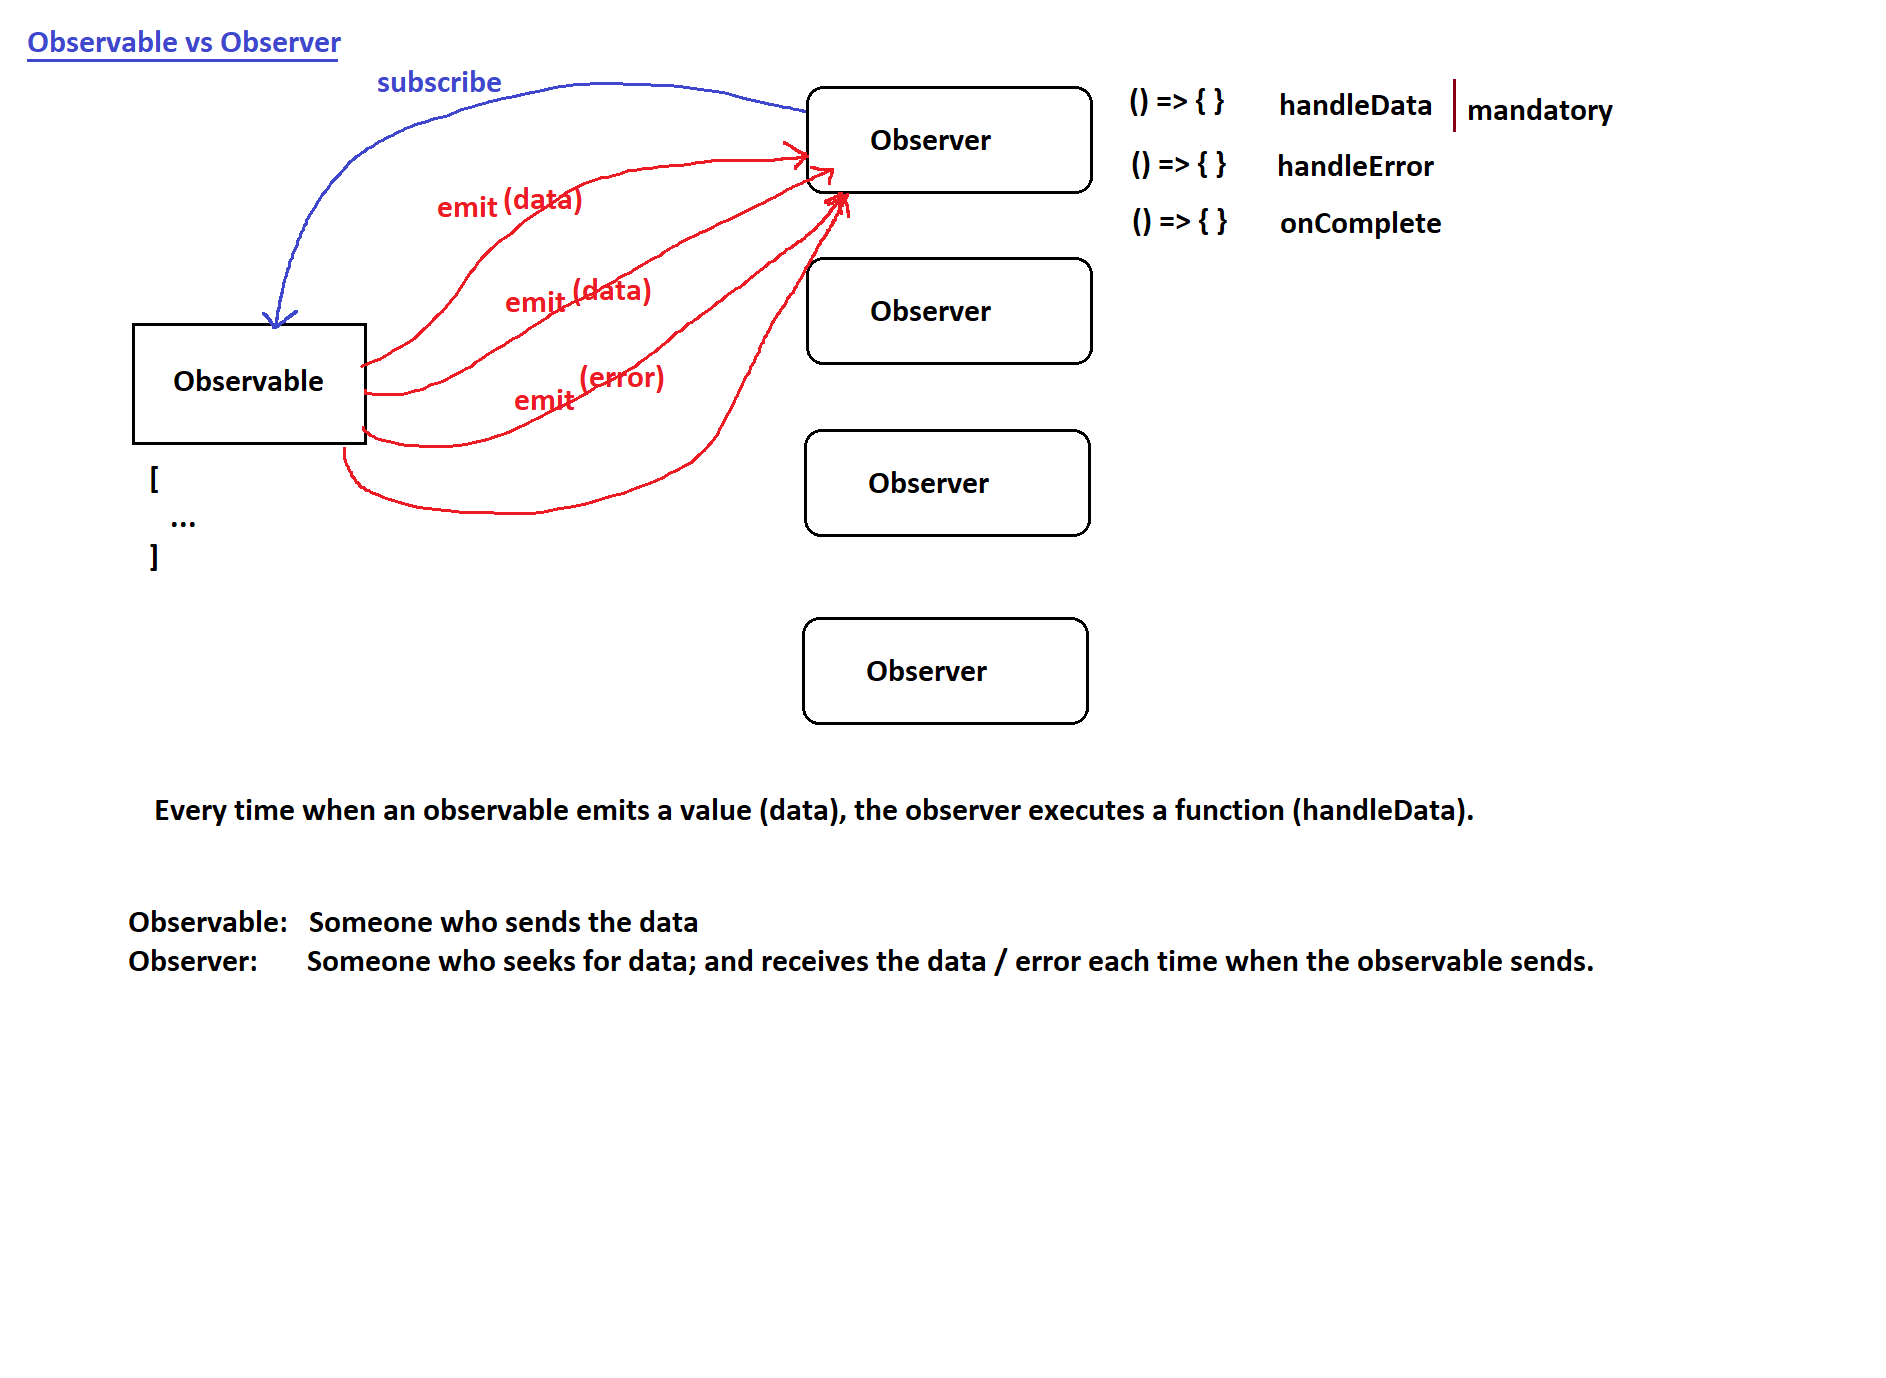 Observable vs Observer
subscribe
Observer
() => { } handleData mandatory
() => { } handleError
() => { } onComplete
emit (data)
emit (data)
emit (error)
Observable
[
...
]
Observer
Observer
Observer
Every time when an observable emits a value (data), the observer executes a function (handleData).
Observable: Someone who sends the data
Observer: Someone who seeks for data; and receives the data / error each time when the observable sends.